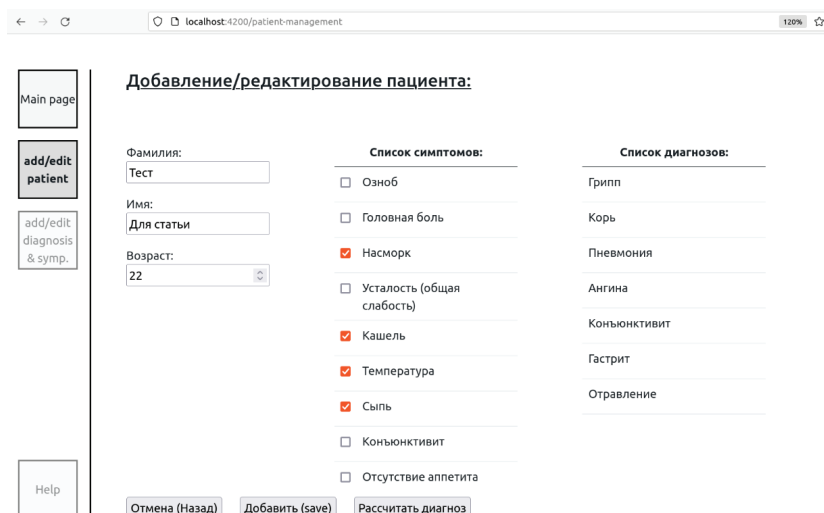 localhost:4200/patient-management
120%
Main page
add/edit
patient
add/edit
diagnosis
& symp.
Help
Добавление/редактирование пациента:
Фамилия:
Тест
Имя:
Для статьи
Возраст:
22
Список симптомов:
Озноб
Головная боль
Насморк
Усталость (общая
слабость)
Кашель
Температура
Сыпь
Конъюнктивит
Отсутствие аппетита
Список диагнозов:
Грипп
Корь
Пневмония
Ангина
Конъюнктивит
Гастрит
Отравление
Отмена (Назад)
Добавить (save)
Рассчитать диагноз